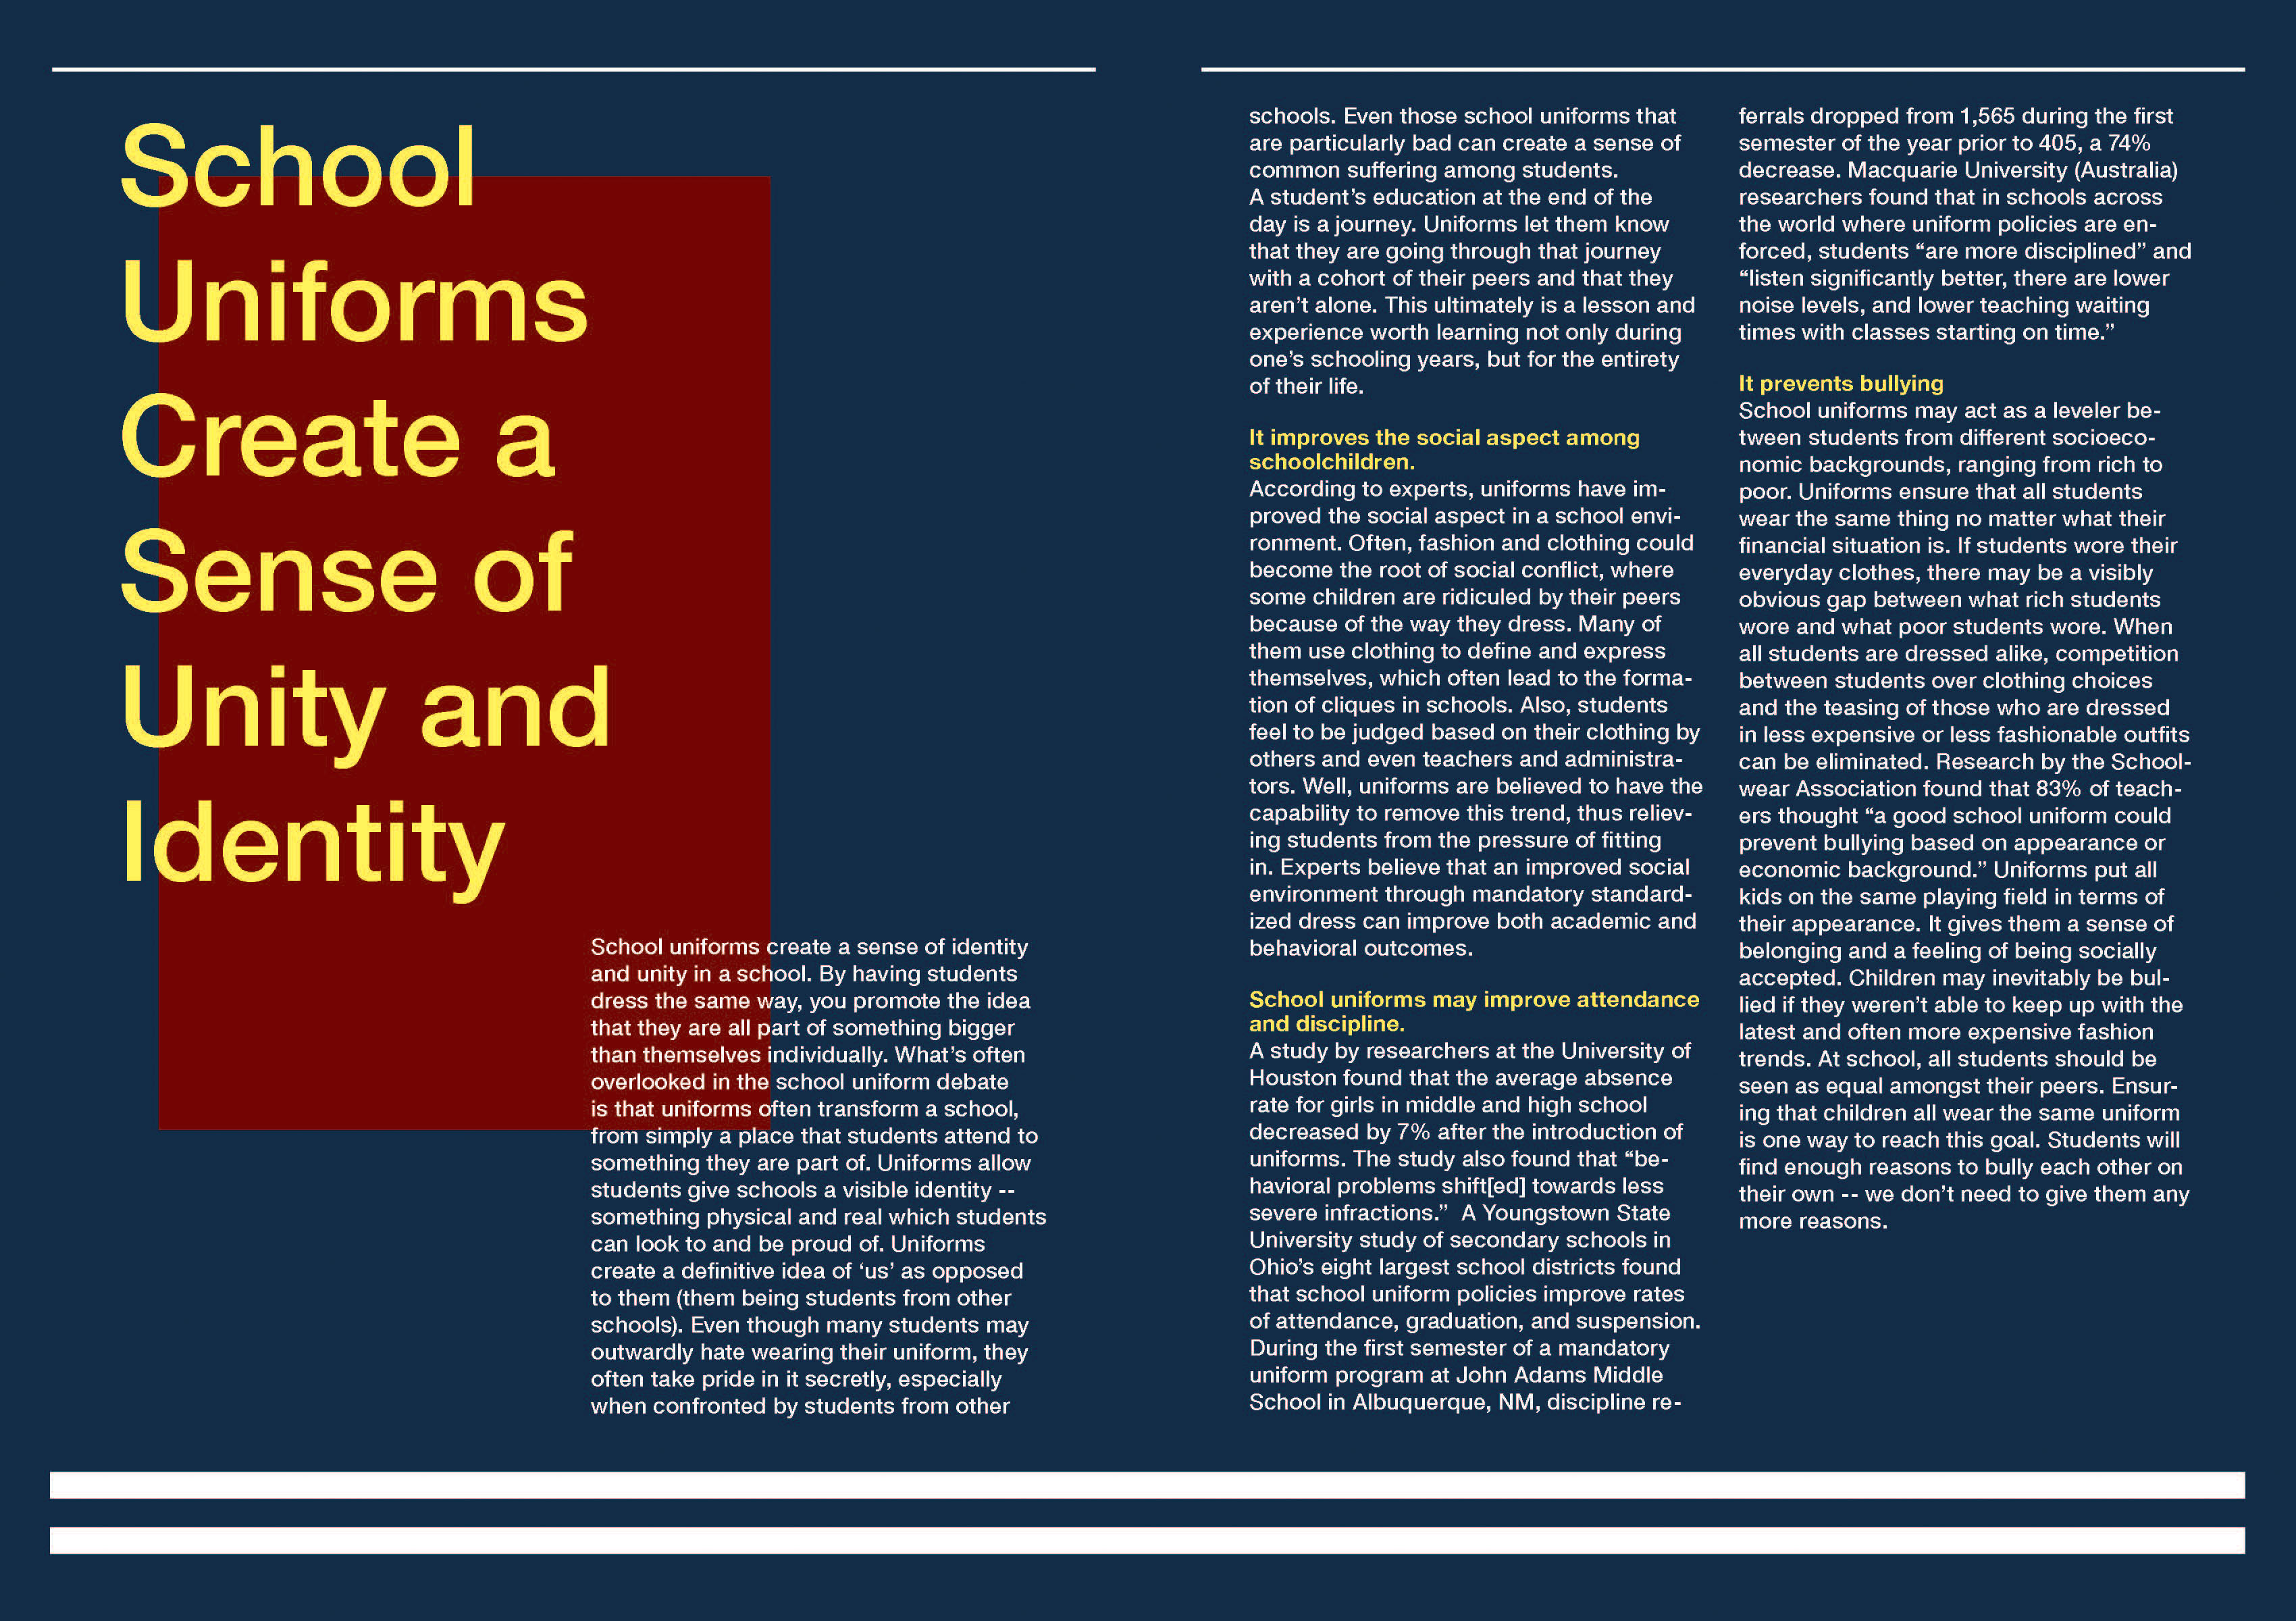 School
Uniforms
Create a
Sense of
Unity and
Identity
School uniforms create a sense of identity
and unity in a school. By having students
dress the same way, you promote the idea
that they are all part of something bigger
than themselves individually. What’s often
overlooked in the school uniform debate
is that uniforms often transform a school,
from simply a place that students attend to
something they are part of. Uniforms allow
students give schools a visible identity --
something physical and real which students
can look to and be proud of. Uniforms
create a definitive idea of ‘us’ as opposed
to them (them being students from other
schools). Even though many students may
outwardly hate wearing their uniform, they
often take pride in it secretly, especially
when confronted by students from other
schools. Even those school uniforms that
are particularly bad can create a sense of
common suffering among students.
A student’s education at the end of the
day is a journey. Uniforms let them know
that they are going through that journey
with a cohort of their peers and that they
aren’t alone. This ultimately is a lesson and
experience worth learning not only during
one’s schooling years, but for the entirety
of their life.
It improves the social aspect among
schoolchildren.
According to experts, uniforms have im-
proved the social aspect in a school envi-
ronment. Often, fashion and clothing could
become the root of social conflict, where
some children are ridiculed by their peers
because of the way they dress. Many of
them use clothing to define and express
themselves, which often lead to the forma-
tion of cliques in schools. Also, students
feel to be judged based on their clothing by
others and even teachers and administra-
tors. Well, uniforms are believed to have the
capability to remove this trend, thus reliev-
ing students from the pressure of fitting
in. Experts believe that an improved social
environment through mandatory standard-
ized dress can improve both academic and
behavioral outcomes.
School uniforms may improve attendance
and discipline.
A study by researchers at the University of
Houston found that the average absence
rate for girls in middle and high school
decreased by 7% after the introduction of
uniforms. The study also found that “be-
havioral problems shift[ed] towards less
severe infractions.”  A Youngstown State
University study of secondary schools in
Ohio’s eight largest school districts found
that school uniform policies improve rates
of attendance, graduation, and suspension.
During the first semester of a mandatory
uniform program at John Adams Middle
School in Albuquerque, NM, discipline re-
ferrals dropped from 1,565 during the first
semester of the year prior to 405, a 74%
decrease. Macquarie University (Australia)
researchers found that in schools across
the world where uniform policies are en-
forced, students “are more disciplined” and
“listen significantly better, there are lower
noise levels, and lower teaching waiting
times with classes starting on time.”
It prevents bullying
School uniforms may act as a leveler be-
tween students from different socioeco-
nomic backgrounds, ranging from rich to
poor. Uniforms ensure that all students
wear the same thing no matter what their
financial situation is. If students wore their
everyday clothes, there may be a visibly
obvious gap between what rich students
wore and what poor students wore. When
all students are dressed alike, competition
between students over clothing choices
and the teasing of those who are dressed
in less expensive or less fashionable outfits
can be eliminated. Research by the School-
wear Association found that 83% of teach-
ers thought “a good school uniform could
prevent bullying based on appearance or
economic background.” Uniforms put all
kids on the same playing field in terms of
their appearance. It gives them a sense of
belonging and a feeling of being socially
accepted. Children may inevitably be bul-
lied if they weren’t able to keep up with the
latest and often more expensive fashion
trends. At school, all students should be
seen as equal amongst their peers. Ensur-
ing that children all wear the same uniform
is one way to reach this goal. Students will
find enough reasons to bully each other on
their own -- we don’t need to give them any
more reasons.